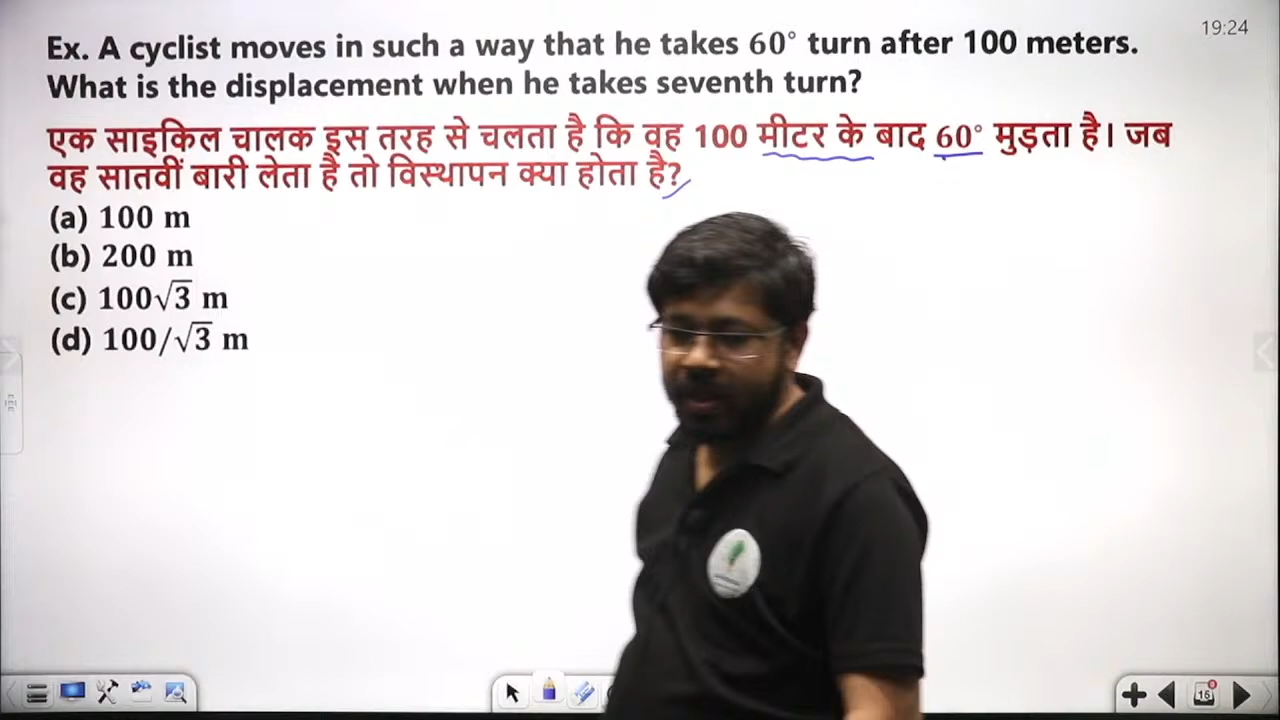 19:24
Ex. A cyclist moves in such a way that he takes 60° turn after 100 meters.
What is the displacement when he takes seventh turn?
एक साइकिल चालक इस तरह से चलता है कि वह 100 मीटर के बाद 60° मुड़ता है। जब
वह सातवीं बारी लेता है तो विस्थापन क्या होता है?
(a) 100 m
(b) 200 m
(c) 100√3 m
(d) 100/√3 m